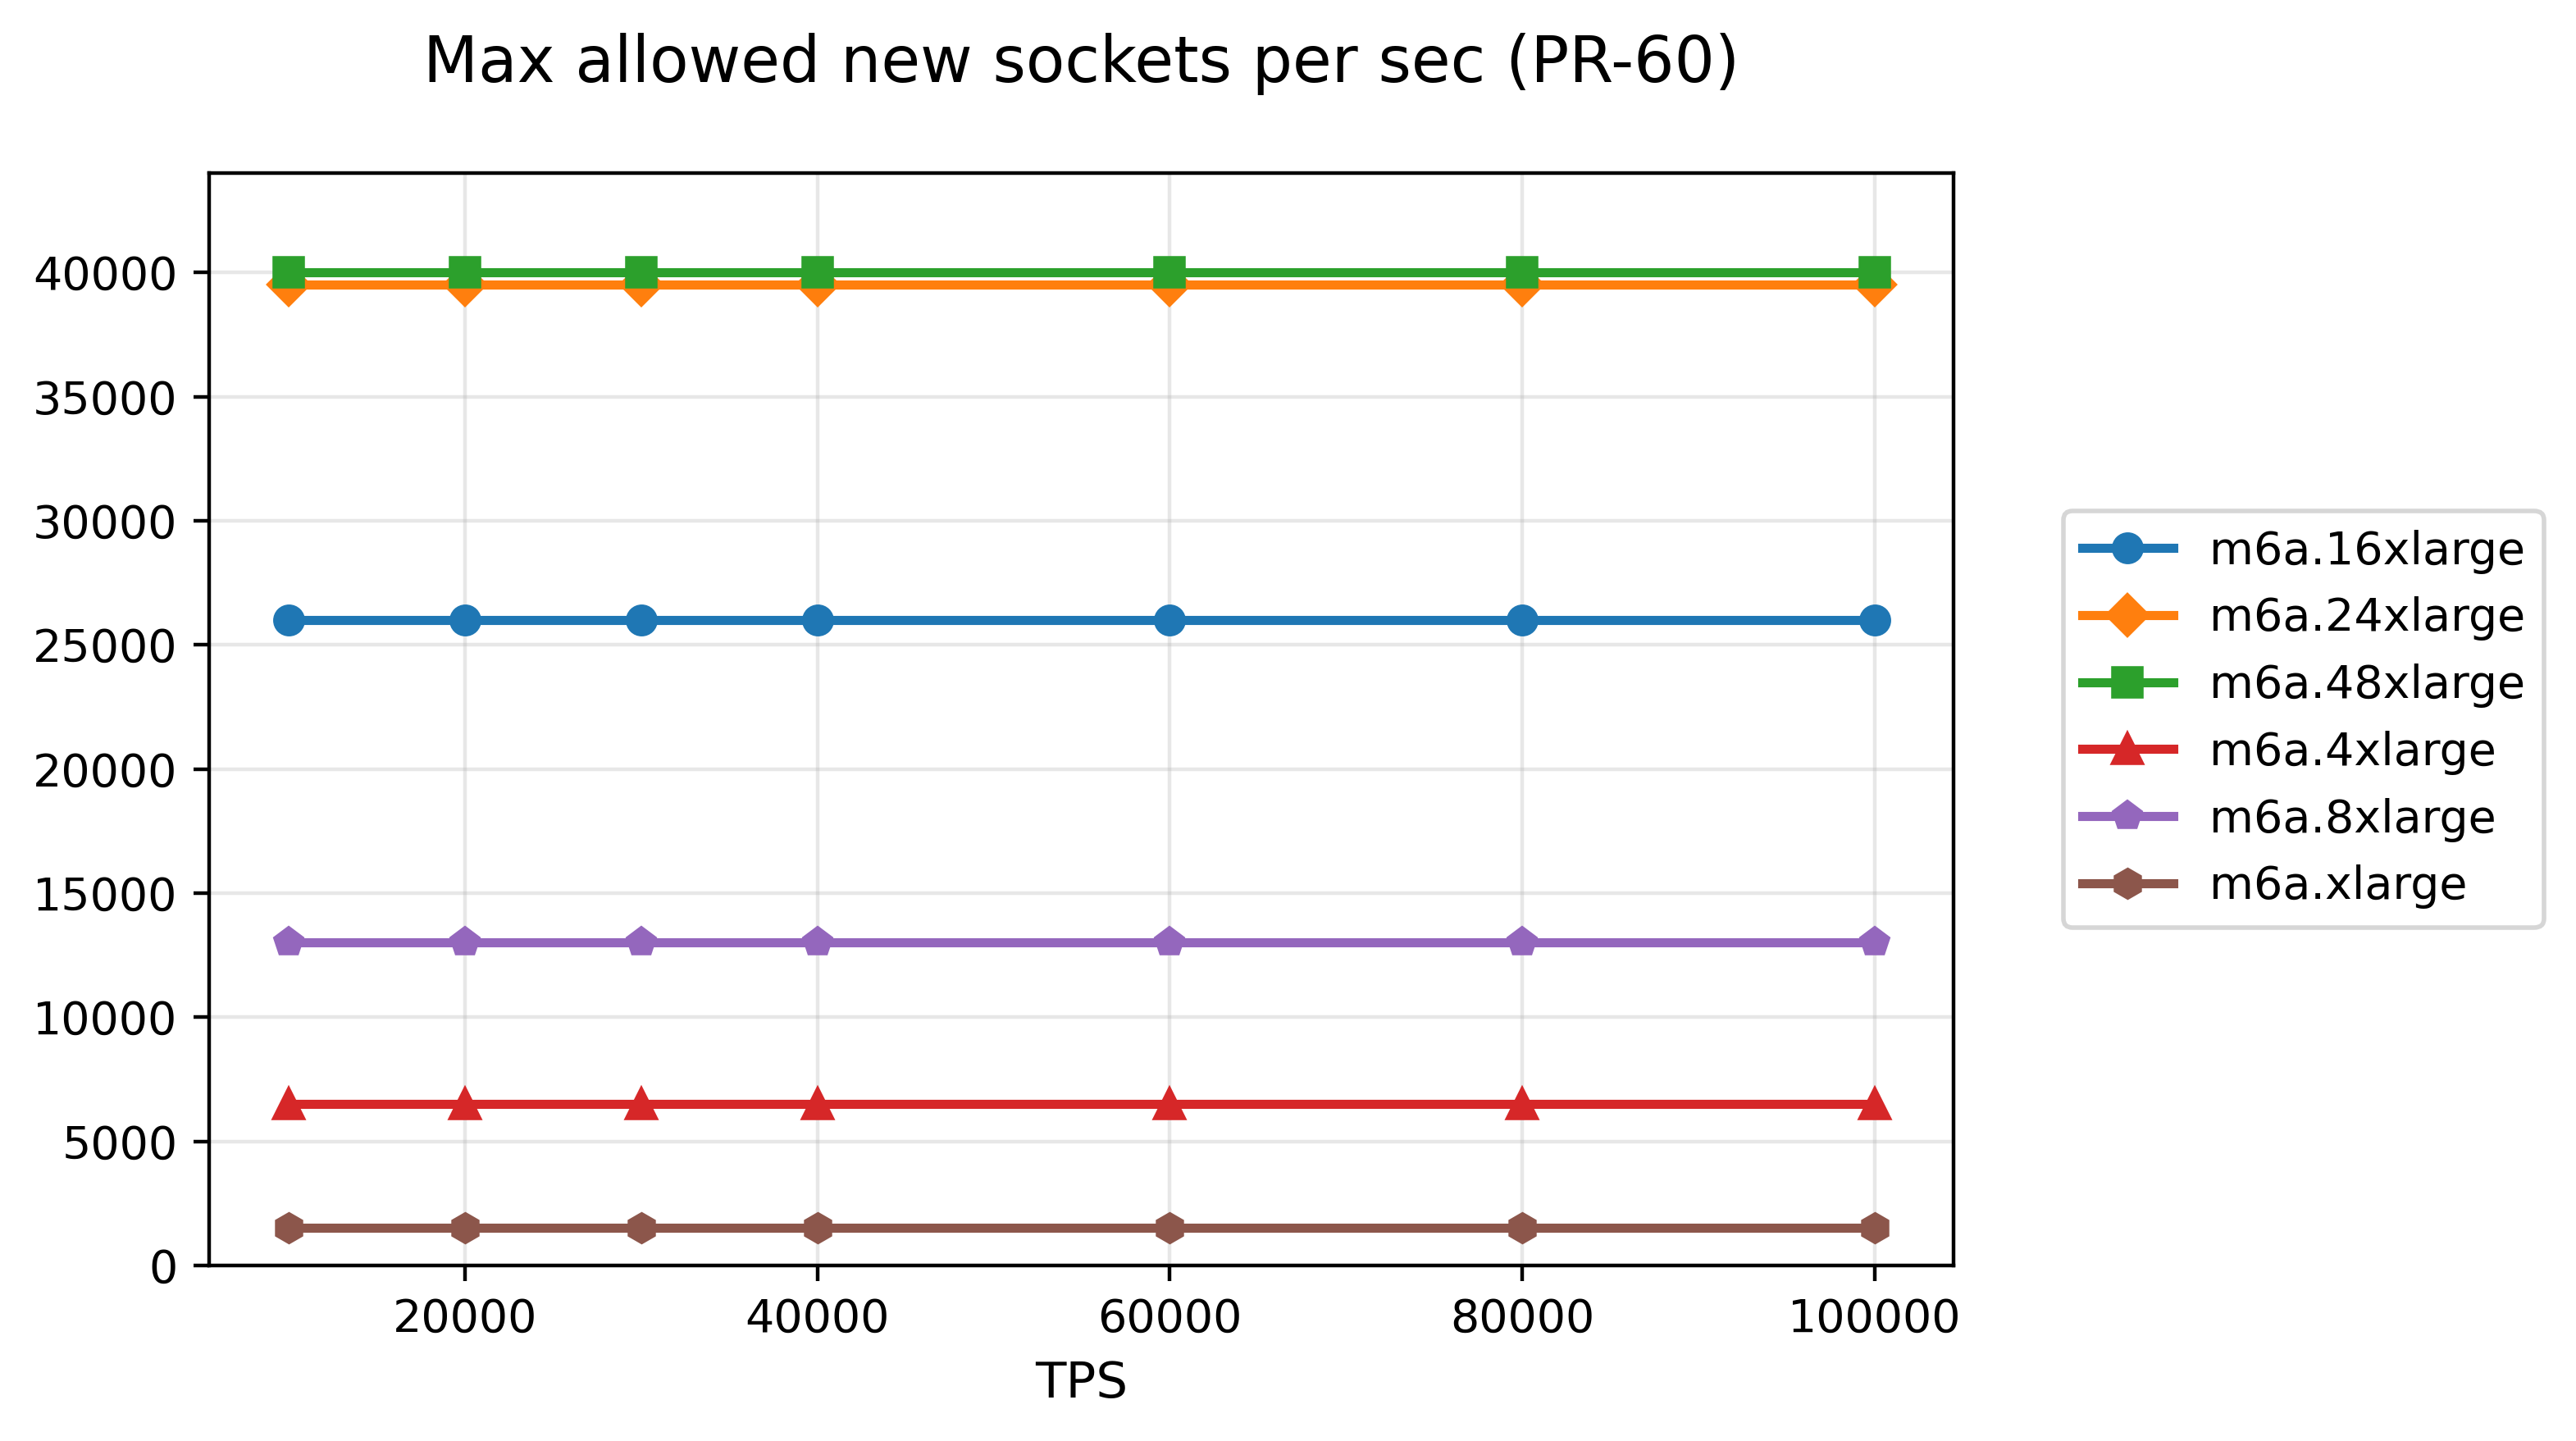 Max allowed new sockets per sec (PR-60)
40000
35000
30000
25000
20000
15000
10000
5000
0
20000 40000 60000 80000 100000
TPS
m6a.16xlarge
m6a.24xlarge
m6a.48xlarge
m6a.4xlarge
m6a.8xlarge
m6a.xlarge